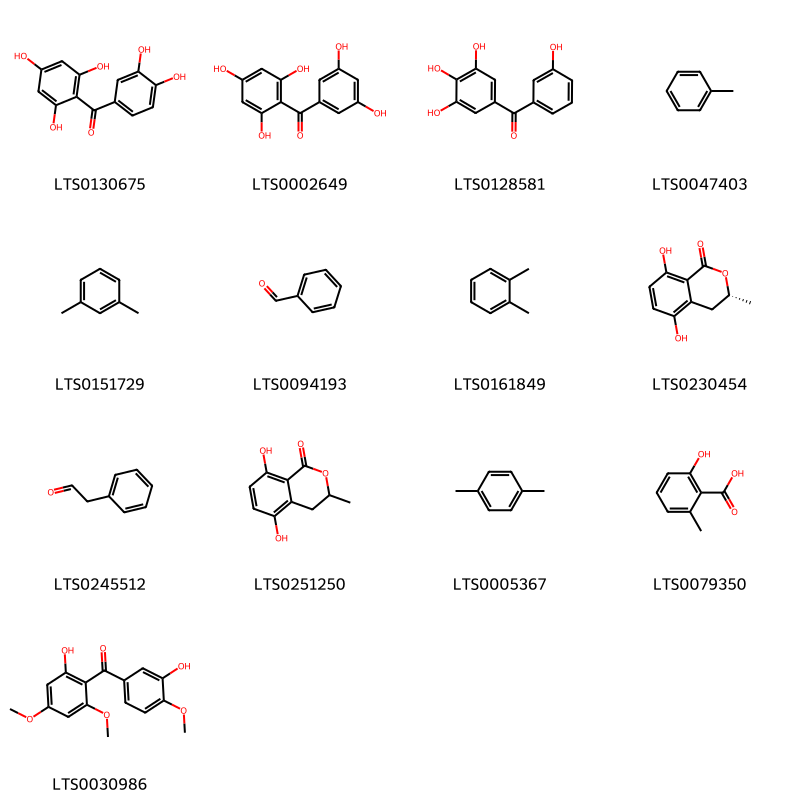 HO OH OH OH OH O
LTS0130675
HO OH OH OH OH O
LTS0002649
HO HO OH OH O
LTS0128581
LTS0047403
LTS0151729
O
LTS0094193
LTS0161849
OH O O OH
LTS0230454
O
LTS0245512
OH O O OH
LTS0251250
LTS0005367
OH OH O
LTS0079350
OH O OH O O O
LTS0030986